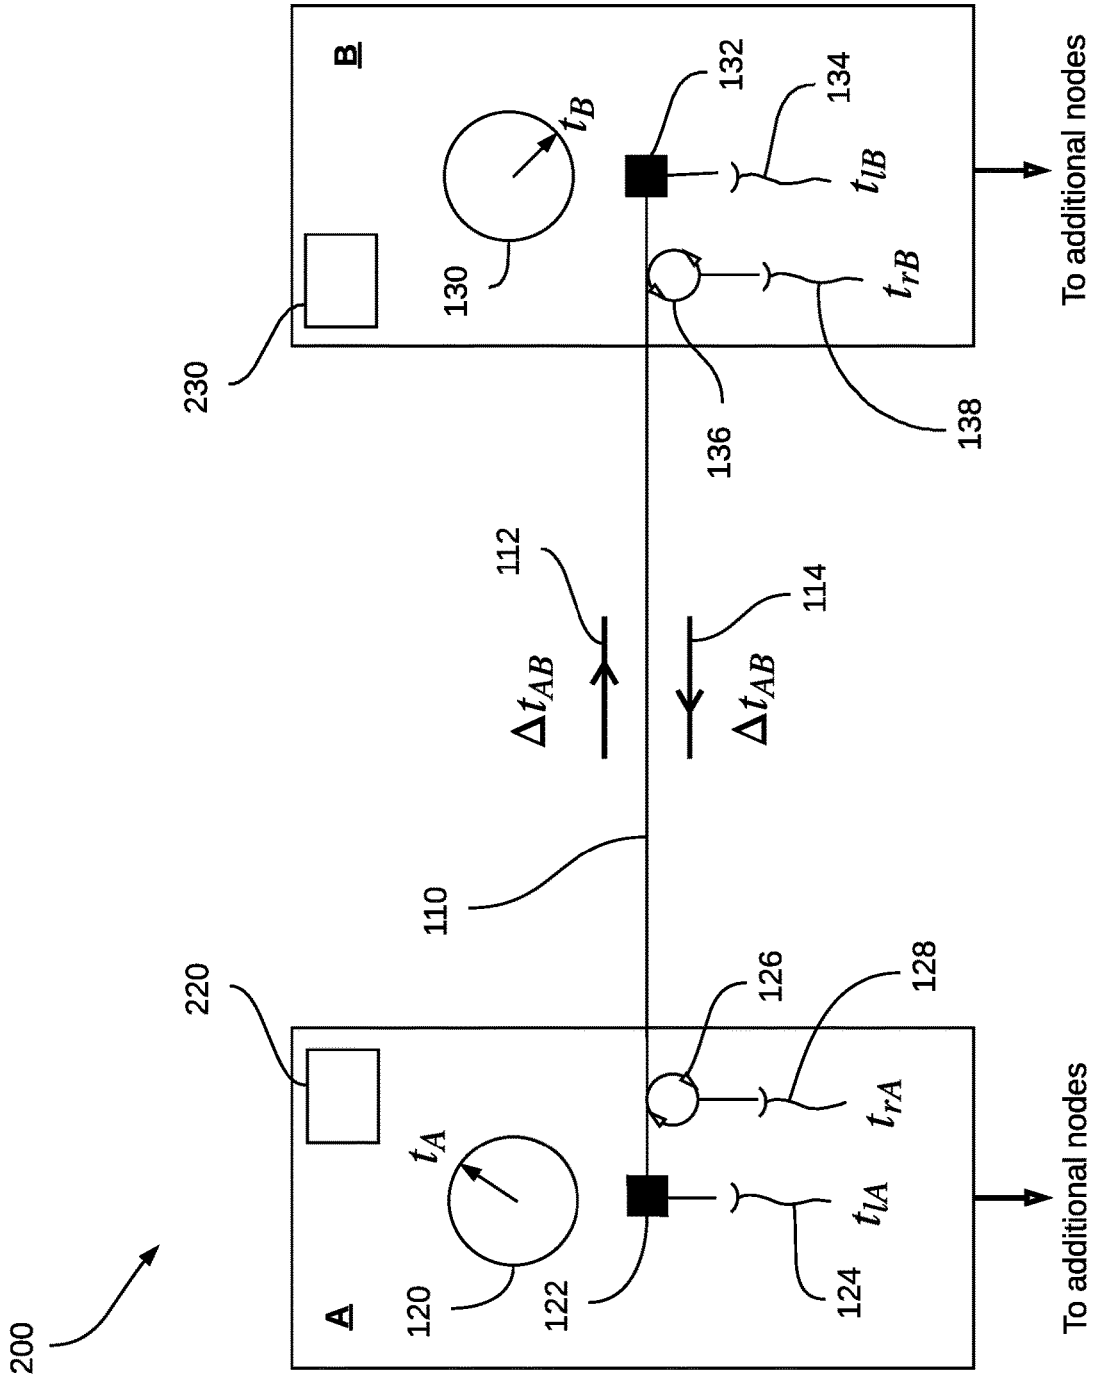 200
A
B
220
230
120
t_A
130
t_B
122
132
124
t_lA
134
t_lB
126
136
128
t_rA
138
t_rB
110
112
Δt_AB
114
Δt_AB
To additional nodes
To additional nodes